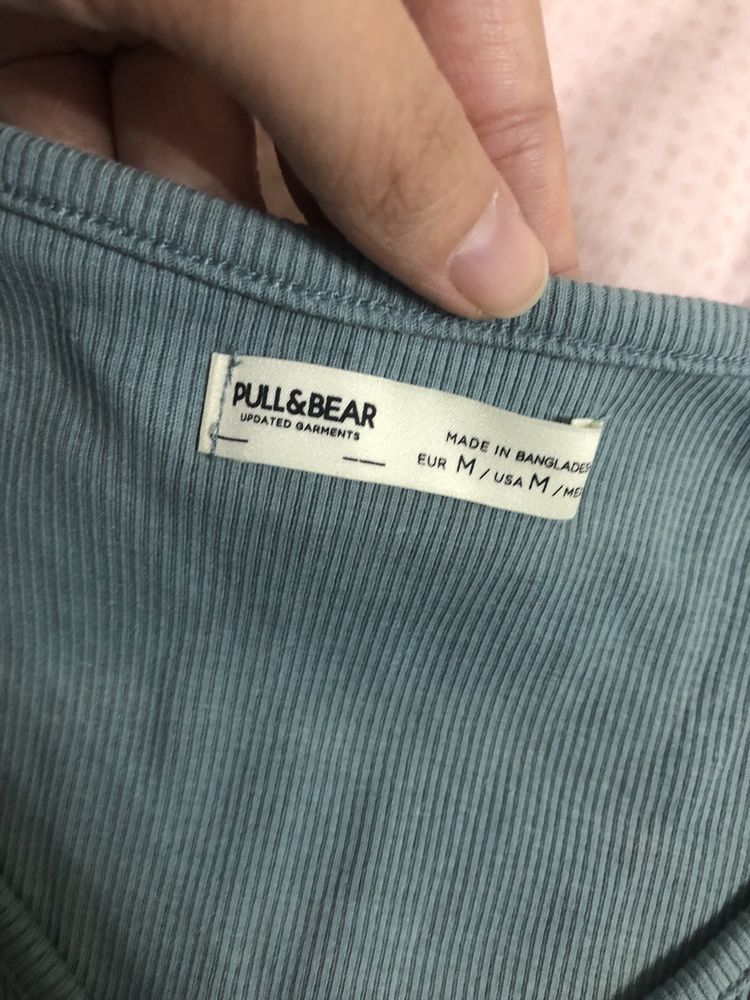 PULL&BEAR
UPDATED GARMENTS
MADE IN BANGLADES
EUR M / USA M / ME